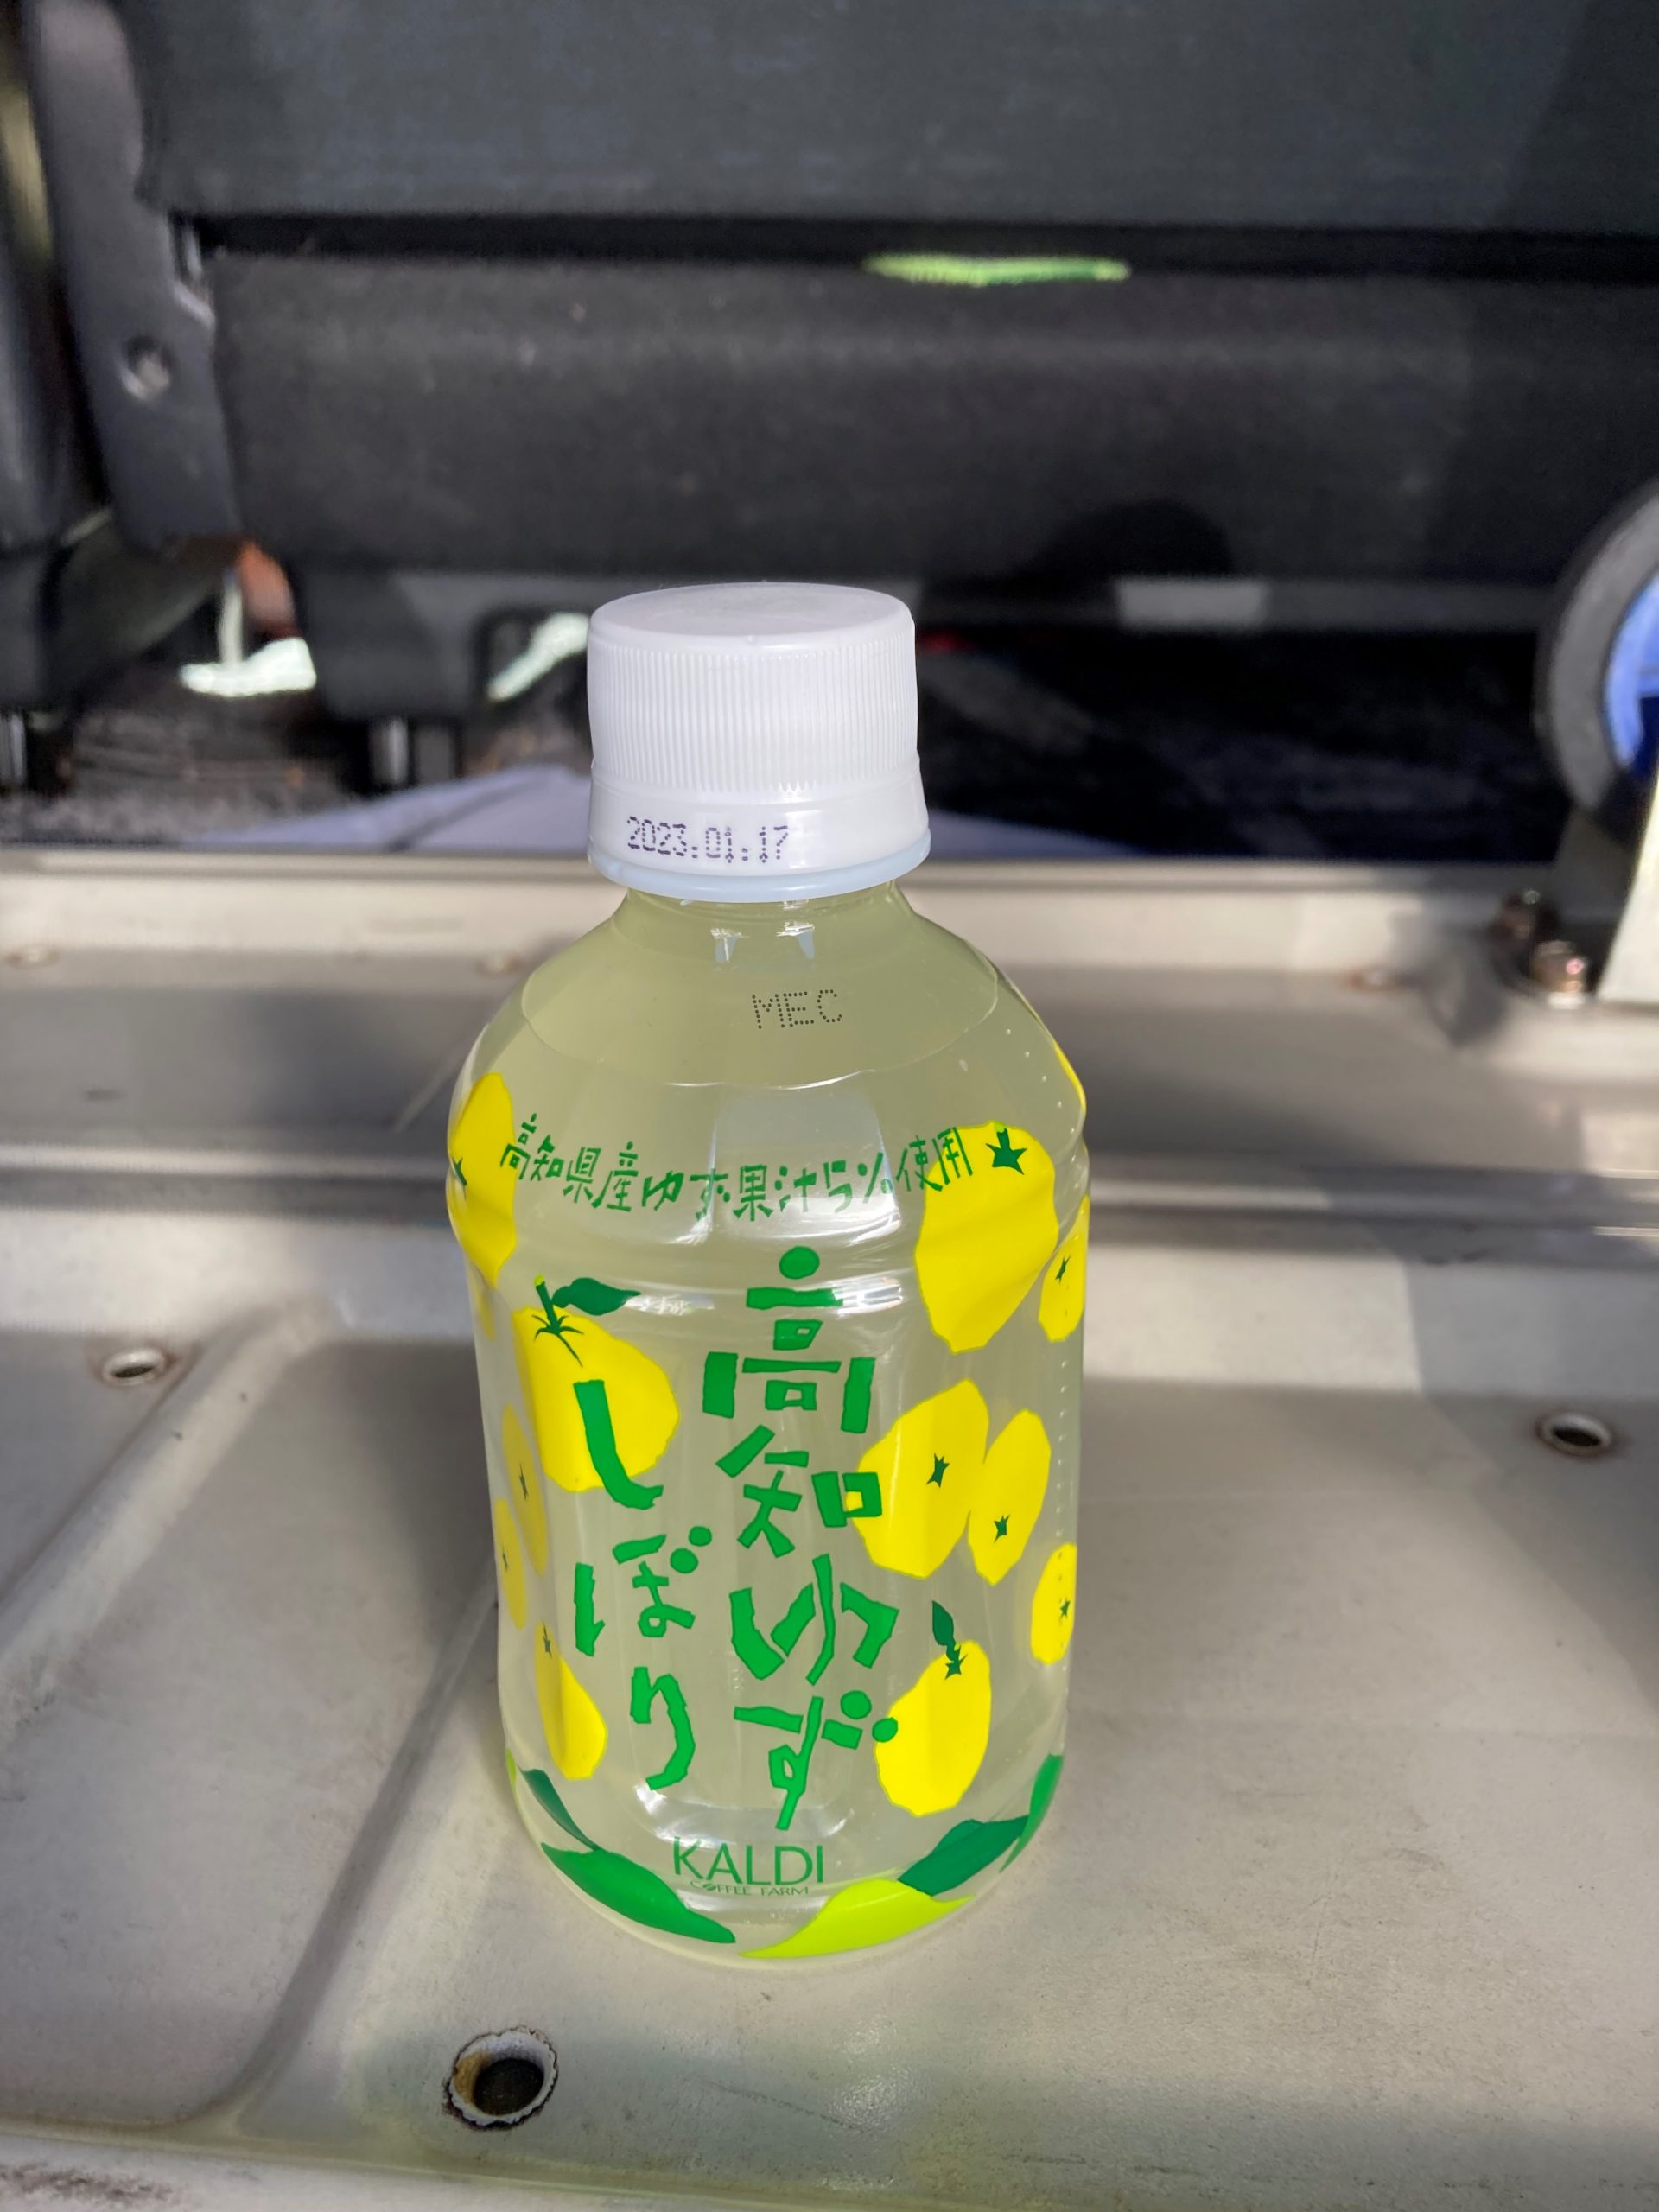 2023.01.17
MEC
高知県産ゆず果汁5%使用
高知ゆず
しぼり
KALDI
COFFEE FARM